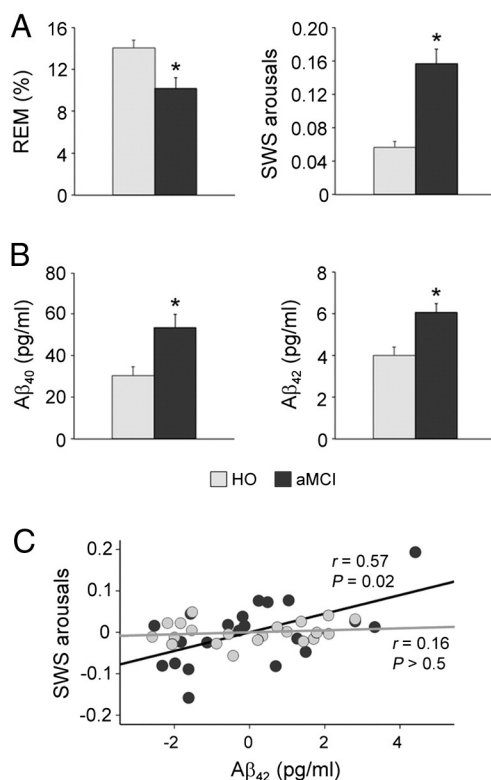 A
REM (%)
16
12
8
4
0
*
SWS arousals
0.20
0.16
0.12
0.08
0.04
0
*
B
Aβ40 (pg/ml)
80
60
40
20
0
*
Aβ42 (pg/ml)
8
6
4
2
0
*
HO aMCI
C
SWS arousals
0.2
0.1
0
-0.1
-0.2
r = 0.57
P = 0.02
r = 0.16
P > 0.5
-2 0 2 4
Aβ42 (pg/ml)